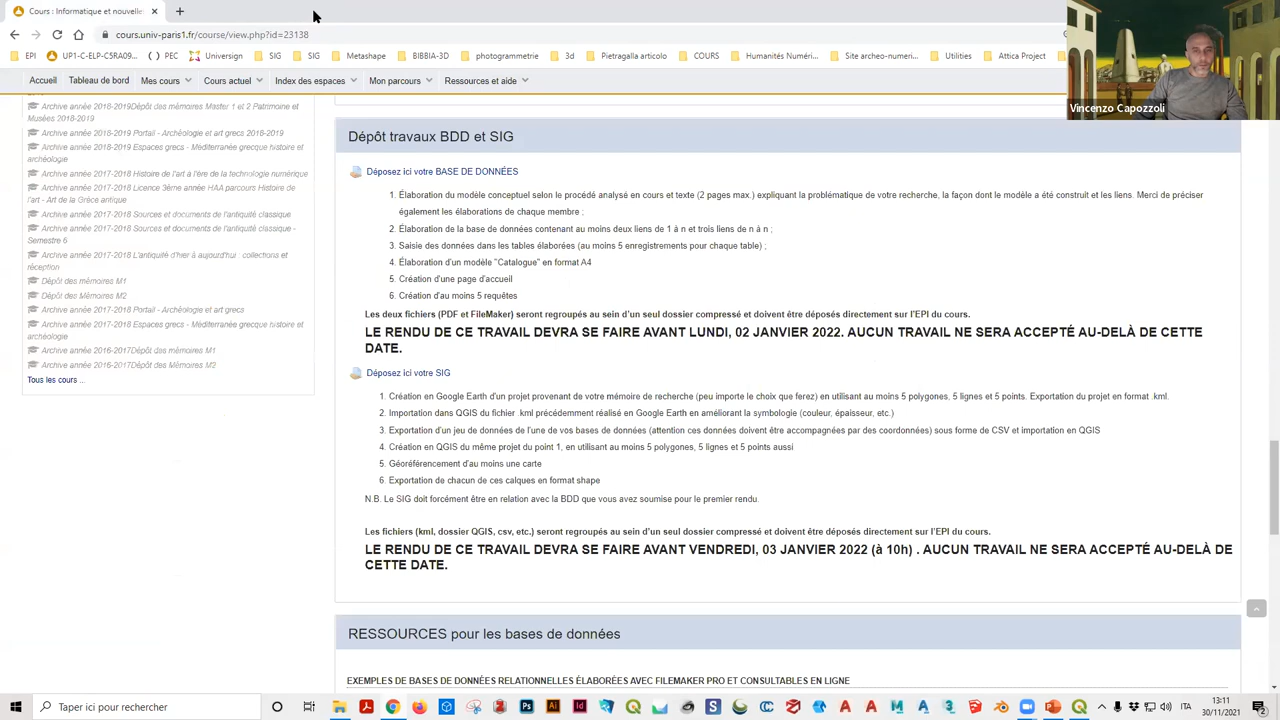 Cours : Informatique et nouvelle
cours.univ-paris1.fr/course/view.php?id=23138
EPI
UP1-C-ELP-C5RA09...
PEC
Universign
SIG
SIG
Metashape
BIBBIA-3D
photogrammetrie
3d
Pietragalla articolo
COURS
Humanités Numéri...
Site archeo-numeri...
Utilities
Attica Project
Vincenzo Capozzoli
Accueil
Tableau de bord
Mes cours
Cours actuel
Index des espaces
Mon parcours
Ressources et aide
Archive année 2018-2019Dépôt des mémoires Master 1 et 2 Patrimoine et
Musées 2018-2019
Archive année 2018-2019 Portail - Archéologie et art grecs 2018-2019
Archive année 2018-2019 Espaces grecs - Méditerranée grecque histoire et
archéologie
Archive année 2017-2018 Histoire de l'art à l'ère de la technologie numérique
Archive année 2017-2018 Licence 3ème année HAA parcours Histoire de
l'art - Art de la Grèce antique
Archive année 2017-2018 Sources et documents de l'antiquité classique
Archive année 2017-2018 Sources et documents de l'antiquité classique -
Semestre 6
Archive année 2017-2018 L'antiquité d'hier à aujourd'hui : collections et
réception
Dépôt des mémoires M1
Dépôt des Mémoires M2
Archive année 2017-2018 Portail - Archéologie et art grecs
Archive année 2017-2018 Espaces grecs - Méditerranée grecque histoire et
archéologie
Archive année 2016-2017Dépôt des mémoires M1
Archive année 2016-2017Dépôt des Mémoires M2
Tous les cours ...
Dépôt travaux BDD et SIG
Déposez ici votre BASE DE DONNÉES
1. Élaboration du modèle conceptuel selon le procédé analysé en cours et texte (2 pages max.) expliquant la problématique de votre recherche, la façon dont le modèle a été construit et les liens. Merci de préciser
également les élaborations de chaque membre ;
2. Élaboration de la base de données contenant au moins deux liens de 1 à n et trois liens de n à n ;
3. Saisie des données dans les tables élaborées (au moins 5 enregistrements pour chaque table) ;
4. Élaboration d'un modèle "Catalogue" en format A4
5. Création d'une page d'accueil
6. Création d'au moins 5 requêtes
Les deux fichiers (PDF et FileMaker) seront regroupés au sein d'un seul dossier compressé et doivent être déposés directement sur l'EPI du cours.
LE RENDU DE CE TRAVAIL DEVRA SE FAIRE AVANT LUNDI, 02 JANVIER 2022. AUCUN TRAVAIL NE SERA ACCEPTÉ AU-DELÀ DE CETTE
DATE.
Déposez ici votre SIG
1. Création en Google Earth d'un projet provenant de votre mémoire de recherche (peu importe le choix que ferez) en utilisant au moins 5 polygones, 5 lignes et 5 points. Exportation du projet en format .kml.
2. Importation dans QGIS du fichier .kml précédemment réalisé en Google Earth en améliorant la symbologie (couleur, épaisseur, etc.)
3. Exportation d'un jeu de données de l'une de vos bases de données (attention ces données doivent être accompagnées par des coordonnées) sous forme de CSV et importation en QGIS
4. Création en QGIS du même projet du point 1, en utilisant au moins 5 polygones, 5 lignes et 5 points aussi
5. Géoréférencement d'au moins une carte
6. Exportation de chacun de ces calques en format shape
N.B. Le SIG doit forcément être en relation avec la BDD que vous avez soumise pour le premier rendu.
Les fichiers (kml, dossier QGIS, csv, etc.) seront regroupés au sein d'un seul dossier compressé et doivent être déposés directement sur l'EPI du cours.
LE RENDU DE CE TRAVAIL DEVRA SE FAIRE AVANT VENDREDI, 03 JANVIER 2022 (à 10h) . AUCUN TRAVAIL NE SERA ACCEPTÉ AU-DELÀ DE
CETTE DATE.
RESSOURCES pour les bases de données
EXEMPLES DE BASES DE DONNÉES RELATIONNELLES ÉLABORÉES AVEC FILEMAKER PRO ET CONSULTABLES EN LIGNE
Taper ici pour rechercher
ITA
13:11
30/11/2021